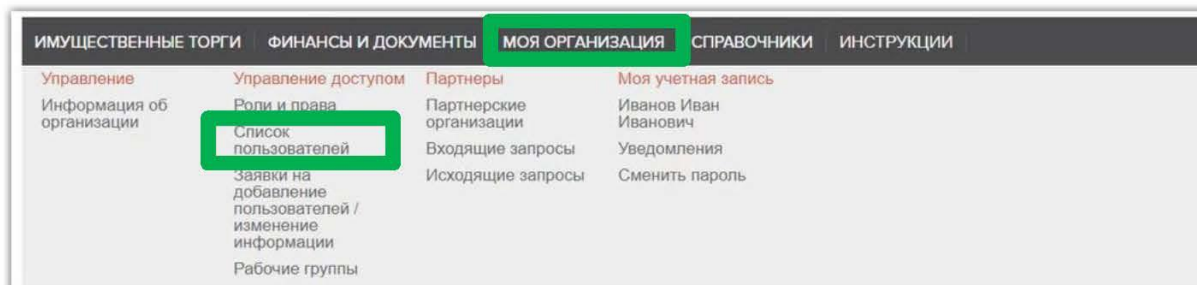 ИМУЩЕСТВЕННЫЕ ТОРГИ ФИНАНСЫ И ДОКУМЕНТЫ МОЯ ОРГАНИЗАЦИЯ СПРАВОЧНИКИ ИНСТРУКЦИИ
Управление
Информация об
организации
Управление доступом
Роли и права
Список
пользователей
Заявки на
добавление
пользователей /
изменение
информации
Рабочие группы
Партнеры
Партнерские
организации
Входящие запросы
Исходящие запросы
Моя учетная запись
Иванов Иван
Иванович
Уведомления
Сменить пароль